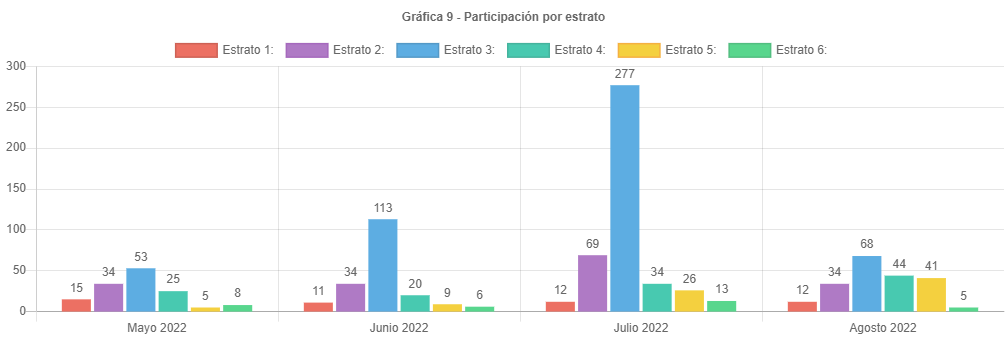 Gráfica 9 - Participación por estrato
Estrato 1: Estrato 2: Estrato 3: Estrato 4: Estrato 5: Estrato 6:
300
250
200
150
100
50
0
15 34 53 25 5 8
11 34 113 20 9 6
12 69 277 34 26 13
12 34 68 44 41 5
Mayo 2022 Junio 2022 Julio 2022 Agosto 2022